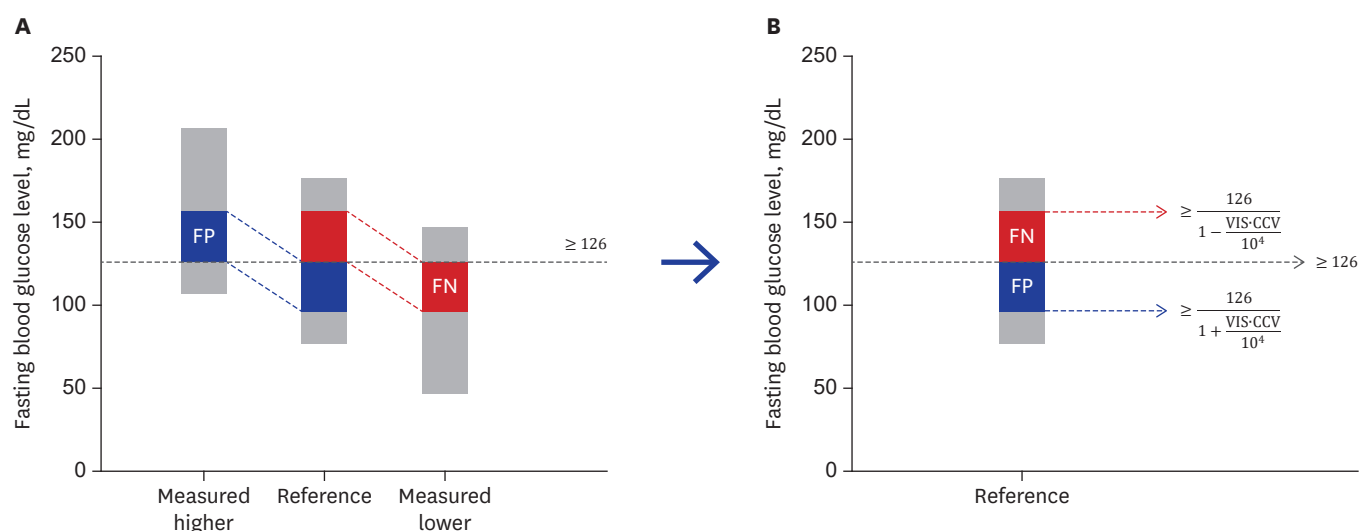 A
Fasting blood glucose level, mg/dL
250
200
150
100
50
0
FP
FN
≥ 126
Measured
higher
Reference
Measured
lower
B
Fasting blood glucose level, mg/dL
250
200
150
100
50
0
FN
FP
≥ 126
1 − VIS·CCV
10⁴
≥ 126
≥ 126
1 + VIS·CCV
10⁴
Reference